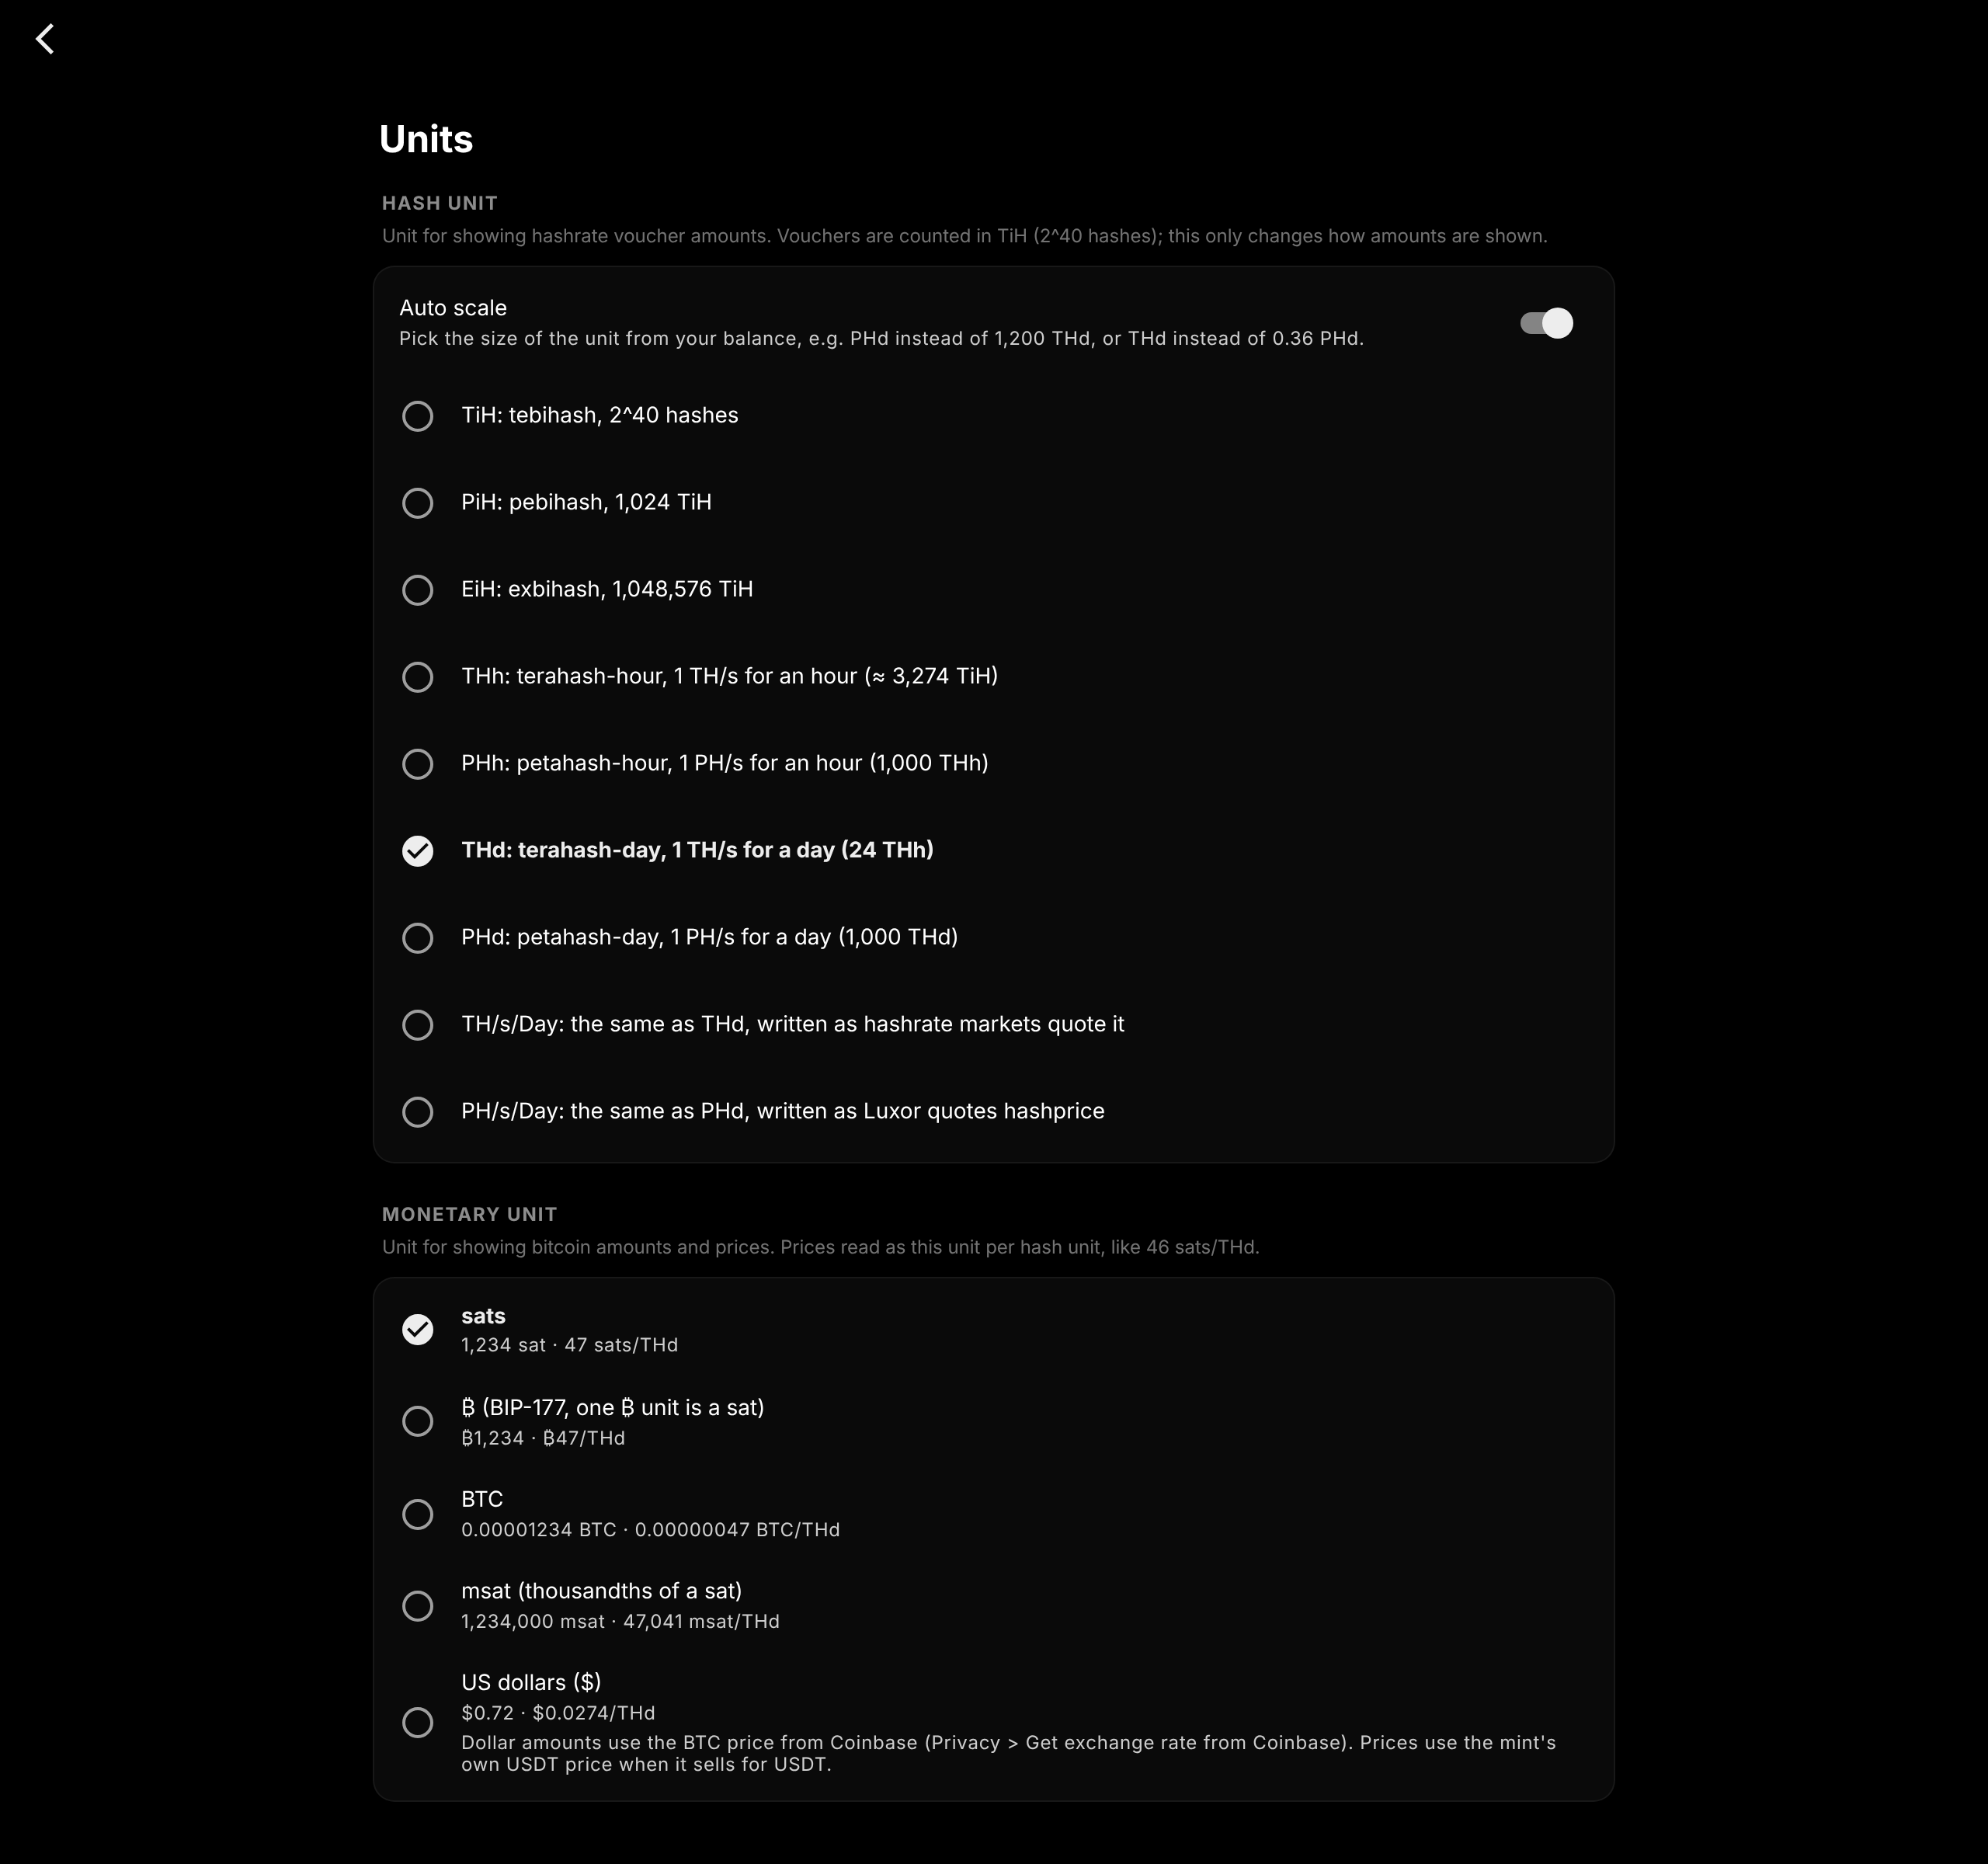 Units
HASH UNIT
Unit for showing hashrate voucher amounts. Vouchers are counted in TiH (2^40 hashes); this only changes how amounts are shown.
Auto scale
Pick the size of the unit from your balance, e.g. PHd instead of 1,200 THd, or THd instead of 0.36 PHd.
TiH: tebihash, 2^40 hashes
PiH: pebihash, 1,024 TiH
EiH: exbihash, 1,048,576 TiH
THh: terahash-hour, 1 TH/s for an hour (≈ 3,274 TiH)
PHh: petahash-hour, 1 PH/s for an hour (1,000 THh)
THd: terahash-day, 1 TH/s for a day (24 THh)
PHd: petahash-day, 1 PH/s for a day (1,000 THd)
TH/s/Day: the same as THd, written as hashrate markets quote it
PH/s/Day: the same as PHd, written as Luxor quotes hashprice
MONETARY UNIT
Unit for showing bitcoin amounts and prices. Prices read as this unit per hash unit, like 46 sats/THd.
sats
1,234 sat · 47 sats/THd
₿ (BIP-177, one ₿ unit is a sat)
₿1,234 · ₿47/THd
BTC
0.00001234 BTC · 0.00000047 BTC/THd
msat (thousandths of a sat)
1,234,000 msat · 47,041 msat/THd
US dollars ($)
$0.72 · $0.0274/THd
Dollar amounts use the BTC price from Coinbase (Privacy > Get exchange rate from Coinbase). Prices use the mint's
own USDT price when it sells for USDT.